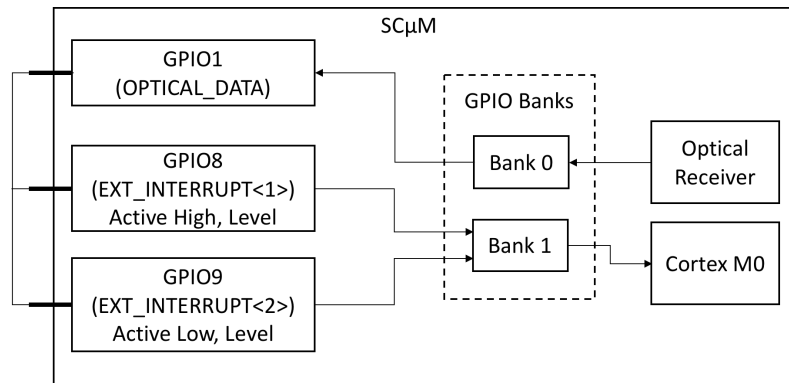 SCμM
GPIO1
(OPTICAL_DATA)
GPIO8
(EXT_INTERRUPT<1>)
Active High, Level
GPIO9
(EXT_INTERRUPT<2>)
Active Low, Level
GPIO Banks
Bank 0
Bank 1
Optical
Receiver
Cortex M0